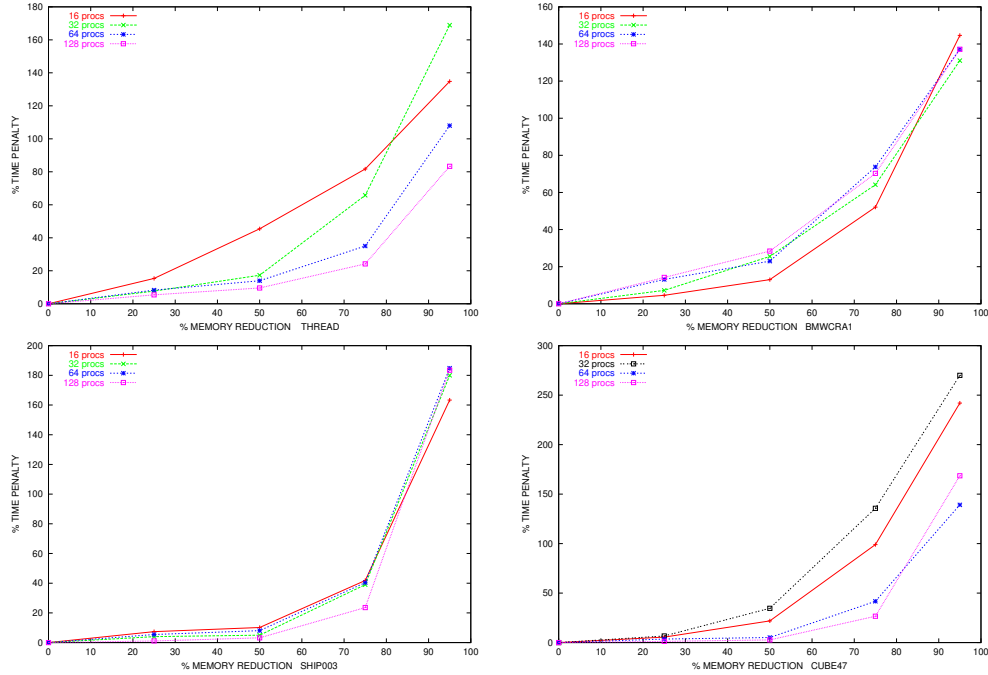 180
160
140
120
100
80
60
40
20
0
% TIME PENALTY
16 procs
32 procs
64 procs
128 procs
0 10 20 30 40 50 60 70 80 90 100
% MEMORY REDUCTION THREAD
160
140
120
100
80
60
40
20
0
% TIME PENALTY
16 procs
32 procs
64 procs
128 procs
0 10 20 30 40 50 60 70 80 90 100
% MEMORY REDUCTION BMWCRA1
200
180
160
140
120
100
80
60
40
20
0
% TIME PENALTY
16 procs
32 procs
64 procs
128 procs
0 10 20 30 40 50 60 70 80 90 100
% MEMORY REDUCTION SHIP003
300
250
200
150
100
50
0
% TIME PENALTY
16 procs
32 procs
64 procs
128 procs
0 10 20 30 40 50 60 70 80 90 100
% MEMORY REDUCTION CUBE47